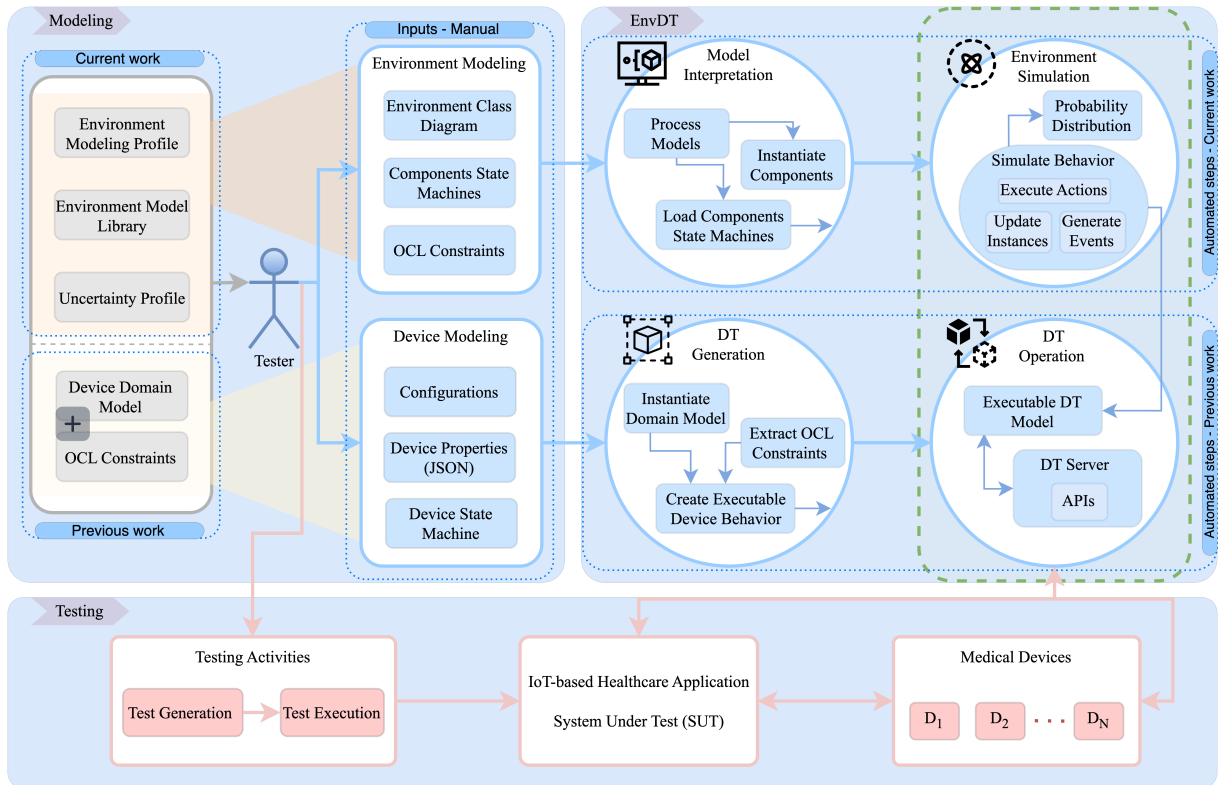 Modeling
Current work
Environment
Modeling Profile
Environment Model
Library
Uncertainty Profile
Device Domain
Model
+
OCL Constraints
Previous work
Tester
Inputs - Manual
Environment Modeling
Environment Class
Diagram
Components State
Machines
OCL Constraints
Device Modeling
Configurations
Device Properties
(JSON)
Device State
Machine
EnvDT
Model
Interpretation
Process
Models
Instantiate
Components
Load Components
State Machines
Environment
Simulation
Probability
Distribution
Simulate Behavior
Execute Actions
Update
Instances
Generate
Events
Automated steps - Current work
DT
Generation
Instantiate
Domain Model
Extract OCL
Constraints
Create Executable
Device Behavior
DT
Operation
Executable DT
Model
DT Server
APIs
Automated steps - Previous work
Testing
Testing Activities
Test Generation
Test Execution
IoT-based Healthcare Application
System Under Test (SUT)
Medical Devices
D1
D2
· · ·
DN